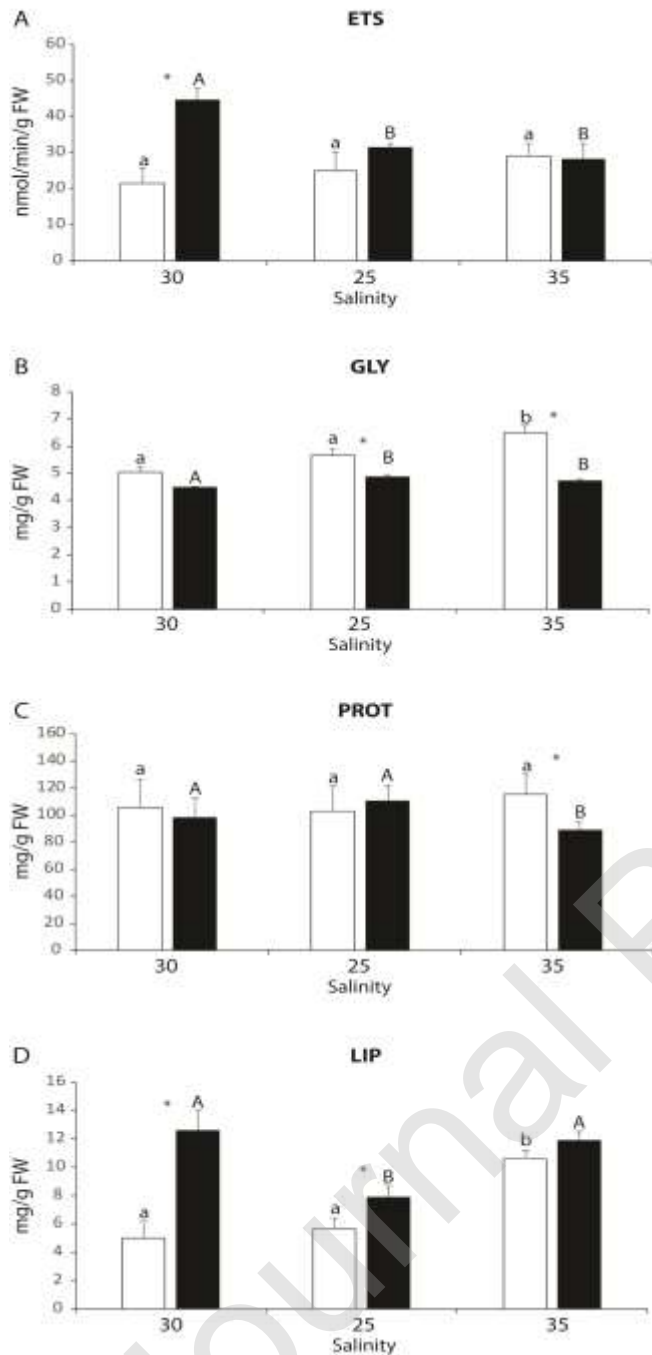 A ETS
60
50
40
30
20
10
0
nmol/min/g FW
* A
a
a B
a B
30 25 35
Salinity
B GLY
8
7
6
5
4
3
2
1
0
mg/g FW
a A
a * B
b * B
30 25 35
Salinity
C PROT
160
140
120
100
80
60
40
20
0
mg/g FW
a A
a A
a * B
30 25 35
Salinity
D LIP
16
14
12
10
8
6
4
2
0
mg/g FW
a * A
a * B
b A
30 25 35
Salinity
Journal P